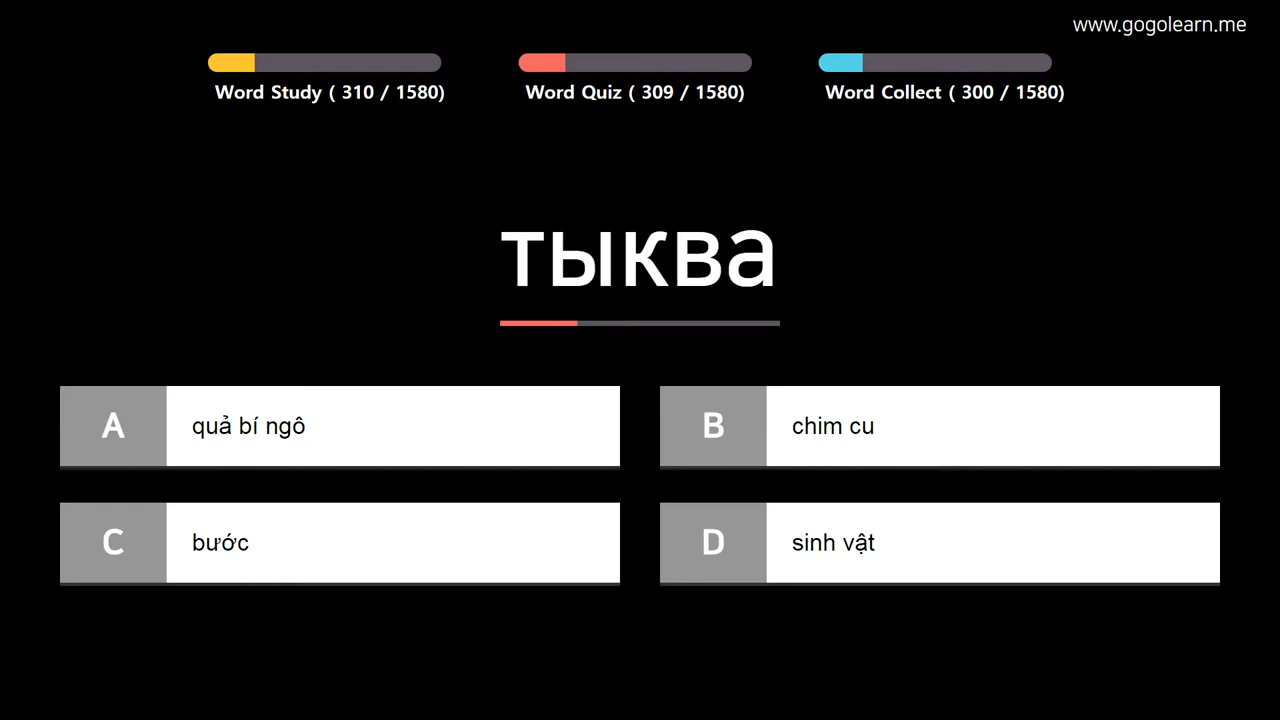 www.gogolearn.me
Word Study ( 310 / 1580)
Word Quiz ( 309 / 1580)
Word Collect ( 300 / 1580)
тыква
A quả bí ngô
B chim cu
C bước
D sinh vật